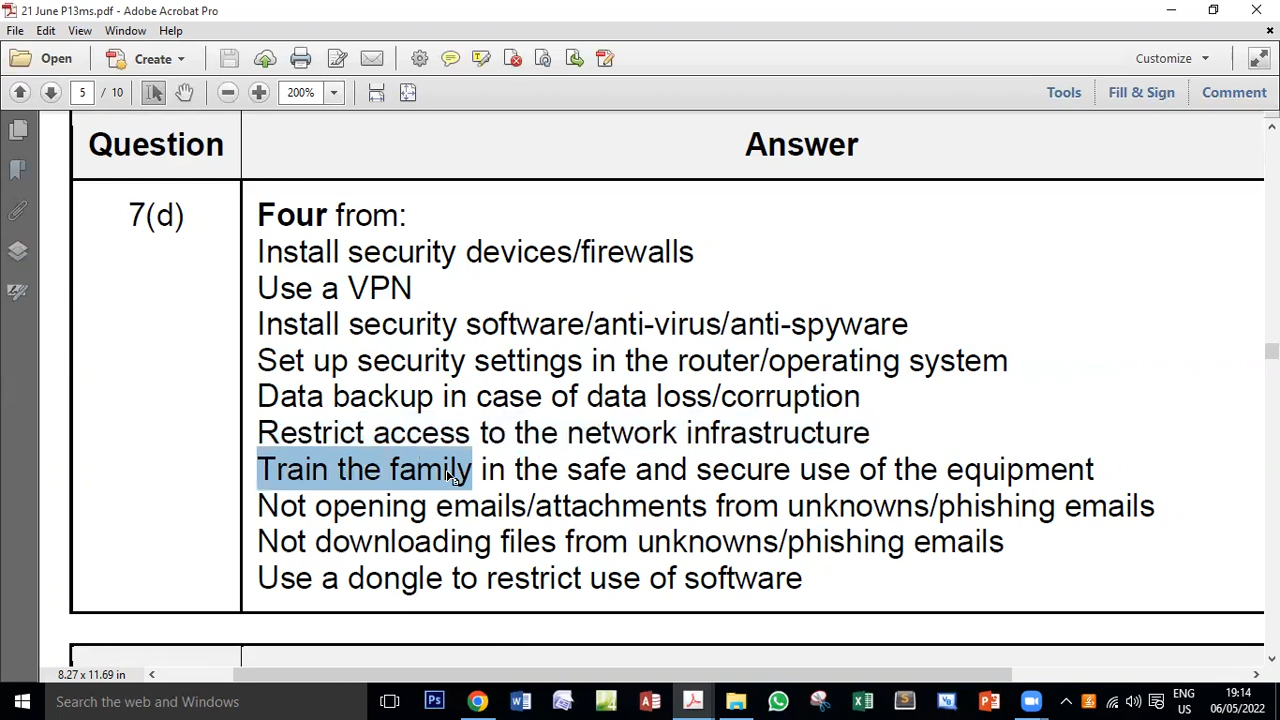 21 June P13ms.pdf - Adobe Acrobat Pro
File Edit View Window Help
Open Create Customize
5 / 10 200% Tools Fill & Sign Comment
Question Answer
7(d) Four from:
Install security devices/firewalls
Use a VPN
Install security software/anti-virus/anti-spyware
Set up security settings in the router/operating system
Data backup in case of data loss/corruption
Restrict access to the network infrastructure
Train the family in the safe and secure use of the equipment
Not opening emails/attachments from unknowns/phishing emails
Not downloading files from unknowns/phishing emails
Use a dongle to restrict use of software
8.27 x 11.69 in
Search the web and Windows
ENG 19:14
US 06/05/2022